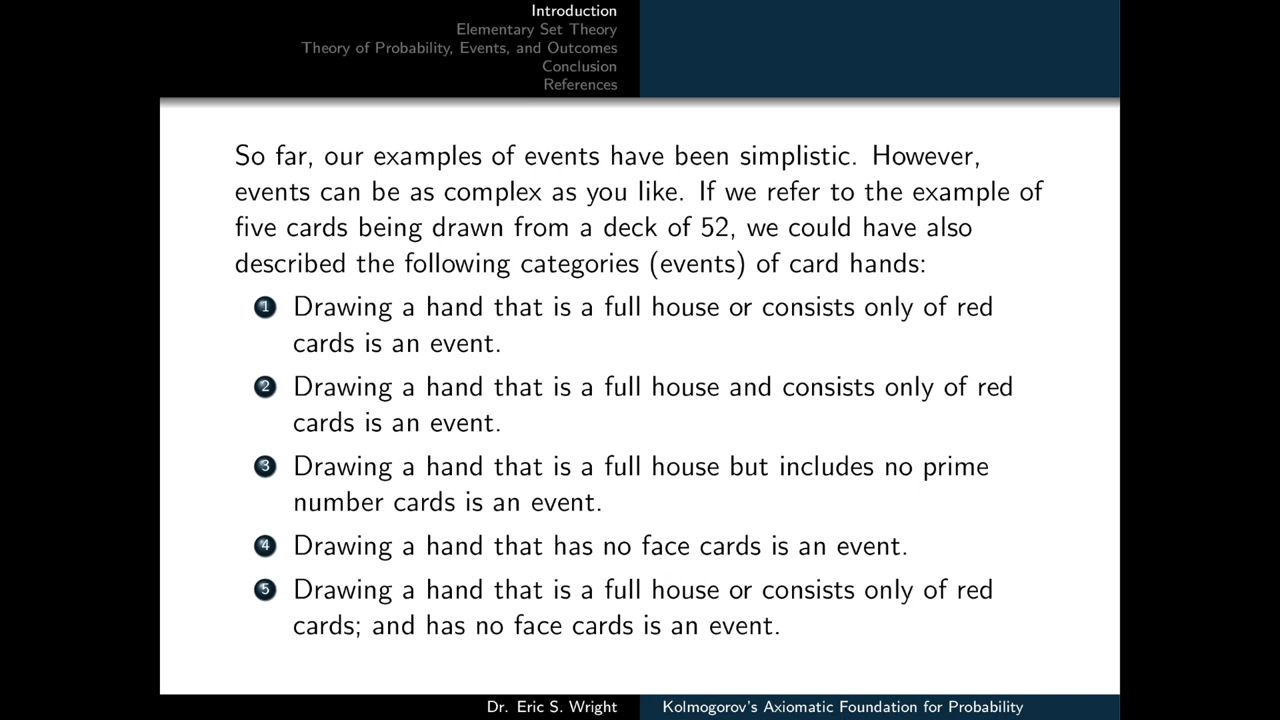 Introduction
Elementary Set Theory
Theory of Probability, Events, and Outcomes
Conclusion
References
So far, our examples of events have been simplistic. However,
events can be as complex as you like. If we refer to the example of
five cards being drawn from a deck of 52, we could have also
described the following categories (events) of card hands:
1 Drawing a hand that is a full house or consists only of red
cards is an event.
2 Drawing a hand that is a full house and consists only of red
cards is an event.
3 Drawing a hand that is a full house but includes no prime
number cards is an event.
4 Drawing a hand that has no face cards is an event.
5 Drawing a hand that is a full house or consists only of red
cards; and has no face cards is an event.
Dr. Eric S. Wright Kolmogorov's Axiomatic Foundation for Probability